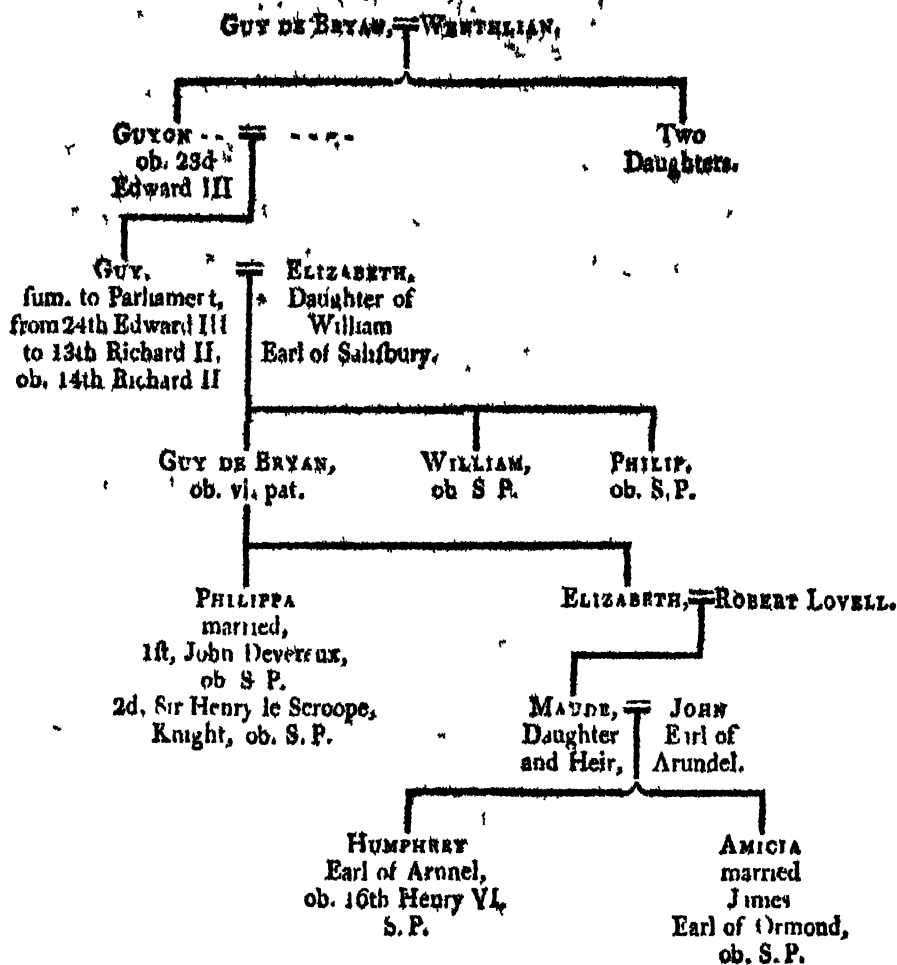 GUY DE BRYAN, = WENTHLIAN.
GUYON -- = ----
ob. 23d
Edward III
Two
Daughters.
GUY,
ſum. to Parliament,
from 24th Edward III
to 13th Richard II.
ob. 14th Richard II
= ELIZABETH,
Daughter of
William
Earl of Saliſbury.
GUY DE BRYAN,
ob. vi. pat.
WILLIAM,
ob S P.
PHILIP.
ob. S. P.
PHILIPPA
married,
1ſt, John Devereux,
ob S P.
2d, Sir Henry le Scroope,
Knight, ob. S. P.
ELIZABETH, = ROBERT LOVELL.
MAUDE,
Daughter
and Heir,
= JOHN
Earl of
Arundel.
HUMPHREY
Earl of Arunel,
ob. 16th Henry VI.
S. P.
AMICIA
married
James
Earl of Ormond,
ob. S. P.